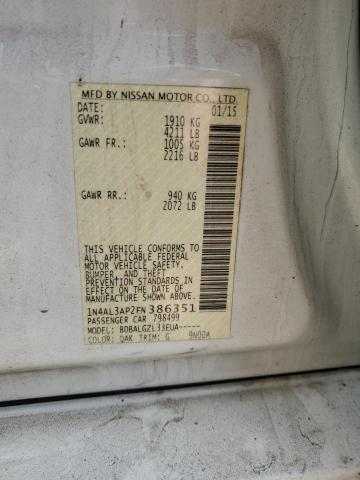 MFD BY NISSAN MOTOR CO., LTD.
DATE: 01/15
GVWR: 1910 KG
4211 LB
GAWR FR.: 1005 KG
2216 LB
GAWR RR.: 940 KG
2072 LB
THIS VEHICLE CONFORMS TO
ALL APPLICABLE FEDERAL
MOTOR VEHICLE SAFETY,
BUMPER, AND THEFT
PREVENTION STANDARDS
IN EFFECT ON THE DATE OF
MANUFACTURE SHOWN ABOVE.
1N4AL3AP2FN386351
PASSENGER CAR 798499
MODEL: BDBALGZL33EUA-----
COLOR: QAK TRIM: G 9N00A